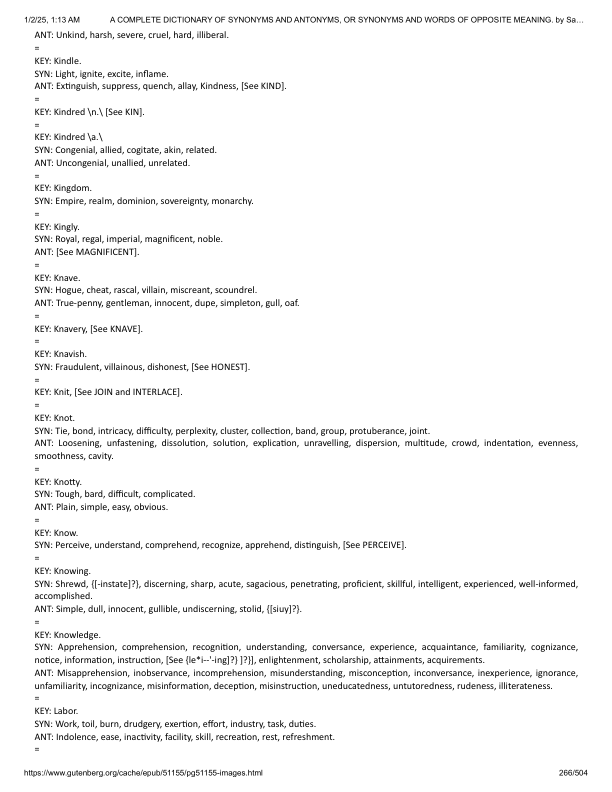 1/2/25, 1:13 AM A COMPLETE DICTIONARY OF SYNONYMS AND ANTONYMS, OR SYNONYMS AND WORDS OF OPPOSITE MEANING. by Sa…
ANT: Unkind, harsh, severe, cruel, hard, illiberal.
=
KEY: Kindle.
SYN: Light, ignite, excite, inflame.
ANT: Extinguish, suppress, quench, allay, Kindness, [See KIND].
=
KEY: Kindred \n.\ [See KIN].
=
KEY: Kindred \a.\
SYN: Congenial, allied, cogitate, akin, related.
ANT: Uncongenial, unallied, unrelated.
=
KEY: Kingdom.
SYN: Empire, realm, dominion, sovereignty, monarchy.
=
KEY: Kingly.
SYN: Royal, regal, imperial, magnificent, noble.
ANT: [See MAGNIFICENT].
=
KEY: Knave.
SYN: Hogue, cheat, rascal, villain, miscreant, scoundrel.
ANT: True-penny, gentleman, innocent, dupe, simpleton, gull, oaf.
=
KEY: Knavery, [See KNAVE].
=
KEY: Knavish.
SYN: Fraudulent, villainous, dishonest, [See HONEST].
=
KEY: Knit, [See JOIN and INTERLACE].
=
KEY: Knot.
SYN: Tie, bond, intricacy, difficulty, perplexity, cluster, collection, band, group, protuberance, joint.
ANT: Loosening, unfastening, dissolution, solution, explication, unravelling, dispersion, multitude, crowd, indentation, evenness,
smoothness, cavity.
=
KEY: Knotty.
SYN: Tough, bard, difficult, complicated.
ANT: Plain, simple, easy, obvious.
=
KEY: Know.
SYN: Perceive, understand, comprehend, recognize, apprehend, distinguish, [See PERCEIVE].
=
KEY: Knowing.
SYN: Shrewd, {[-instate]?}, discerning, sharp, acute, sagacious, penetrating, proficient, skillful, intelligent, experienced, well-informed,
accomplished.
ANT: Simple, dull, innocent, gullible, undiscerning, stolid, {[siuy]?}.
=
KEY: Knowledge.
SYN: Apprehension, comprehension, recognition, understanding, conversance, experience, acquaintance, familiarity, cognizance,
notice, information, instruction, [See {le*i--'-ing]?} ]?}], enlightenment, scholarship, attainments, acquirements.
ANT: Misapprehension, inobservance, incomprehension, misunderstanding, misconception, inconversance, inexperience, ignorance,
unfamiliarity, incognizance, misinformation, deception, misinstruction, uneducatedness, untutoredness, rudeness, illiterateness.
=
KEY: Labor.
SYN: Work, toil, burn, drudgery, exertion, effort, industry, task, duties.
ANT: Indolence, ease, inactivity, facility, skill, recreation, rest, refreshment.
=
https://www.gutenberg.org/cache/epub/51155/pg51155-images.html 266/504